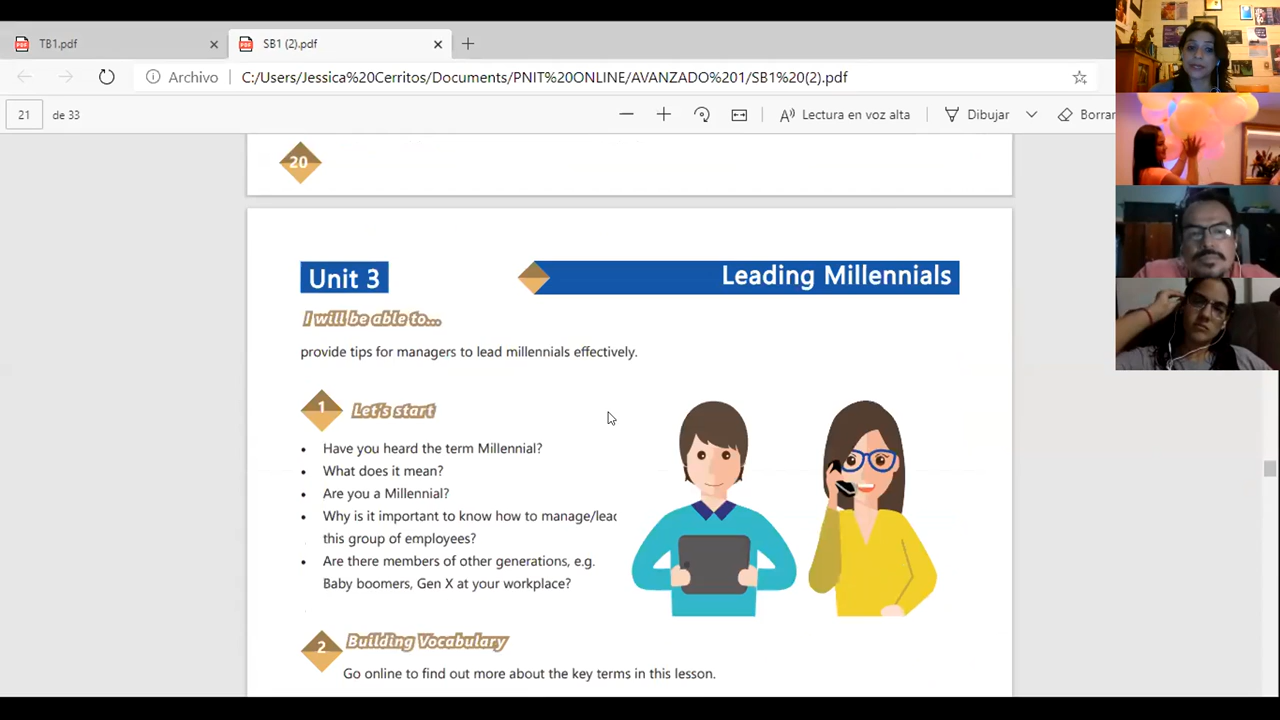 TB1.pdf
SB1 (2).pdf
Archivo
C:/Users/Jessica%20Cerritos/Documents/PNIT%20ONLINE/AVANZADO%201/SB1%20(2).pdf
21
de 33
Lectura en voz alta
Dibujar
Borrar
20
Unit 3
Leading Millennials
I will be able to...
provide tips for managers to lead millennials effectively.
1
Let's start
• Have you heard the term Millennial?
• What does it mean?
• Are you a Millennial?
• Why is it important to know how to manage/lead
this group of employees?
• Are there members of other generations, e.g.
Baby boomers, Gen X at your workplace?
2
Building Vocabulary
Go online to find out more about the key terms in this lesson.